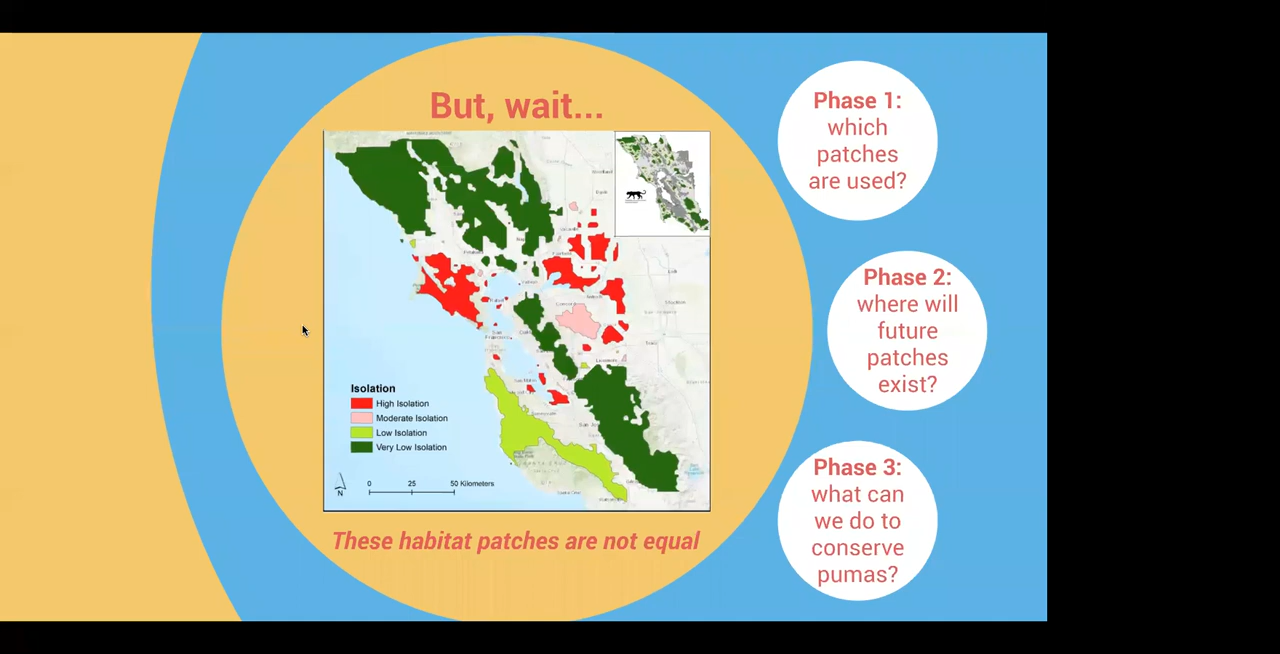 But, wait...
Isolation
High Isolation
Moderate Isolation
Low Isolation
Very Low Isolation
0 25 50 Kilometers
N
These habitat patches are not equal
Phase 1:
which
patches
are used?
Phase 2:
where will
future
patches
exist?
Phase 3:
what can
we do to
conserve
pumas?